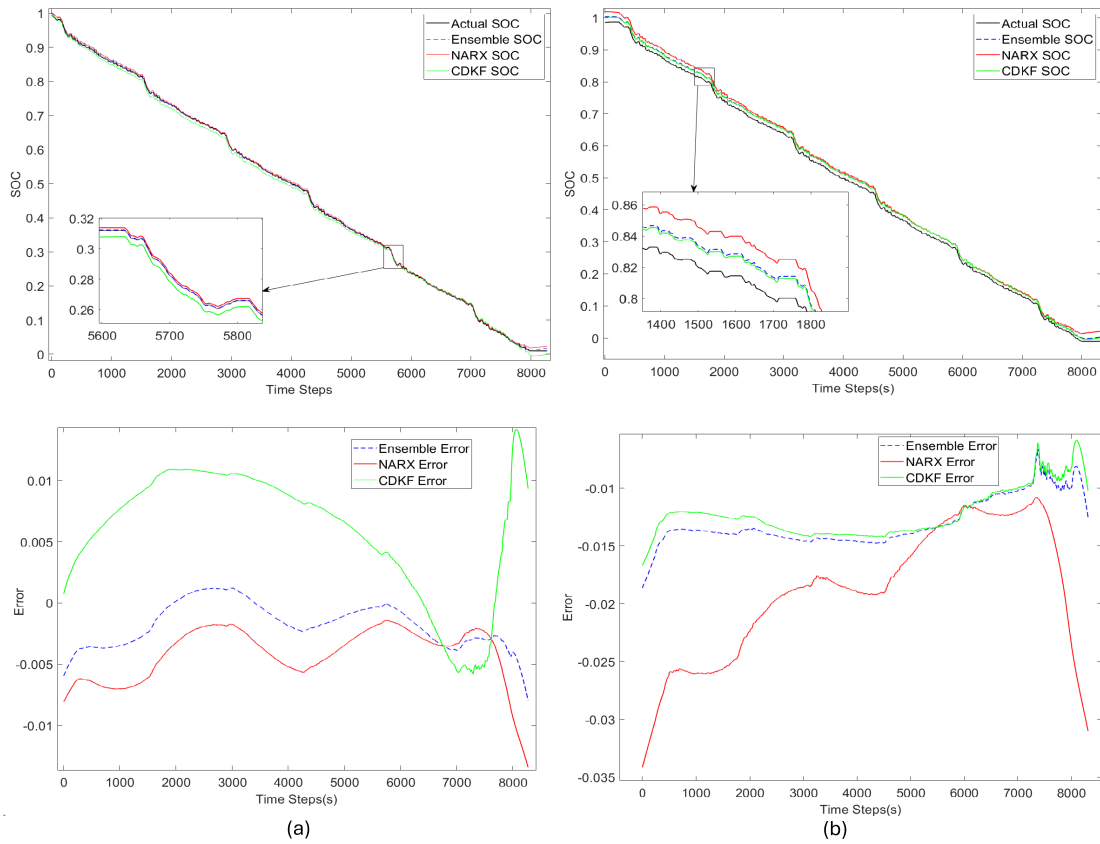 1
0.9
0.8
0.7
0.6
0.5
0.4
0.3
0.2
0.1
0
SOC
0 1000 2000 3000 4000 5000 6000 7000 8000
Time Steps
Actual SOC
Ensemble SOC
NARX SOC
CDKF SOC
0.32
0.3
0.28
0.26
5600 5700 5800
1
0.9
0.8
0.7
0.6
0.5
0.4
0.3
0.2
0.1
0
SOC
0 1000 2000 3000 4000 5000 6000 7000 8000
Time Steps(s)
Actual SOC
Ensemble SOC
NARX SOC
CDKF SOC
0.86
0.84
0.82
0.8
1400 1500 1600 1700 1800
0.01
0.005
0
-0.005
-0.01
Error
0 1000 2000 3000 4000 5000 6000 7000 8000
Time Steps(s)
Ensemble Error
NARX Error
CDKF Error
(a)
-0.01
-0.015
-0.02
-0.025
-0.03
-0.035
Error
0 1000 2000 3000 4000 5000 6000 7000 8000
Time Steps(s)
Ensemble Error
NARX Error
CDKF Error
(b)